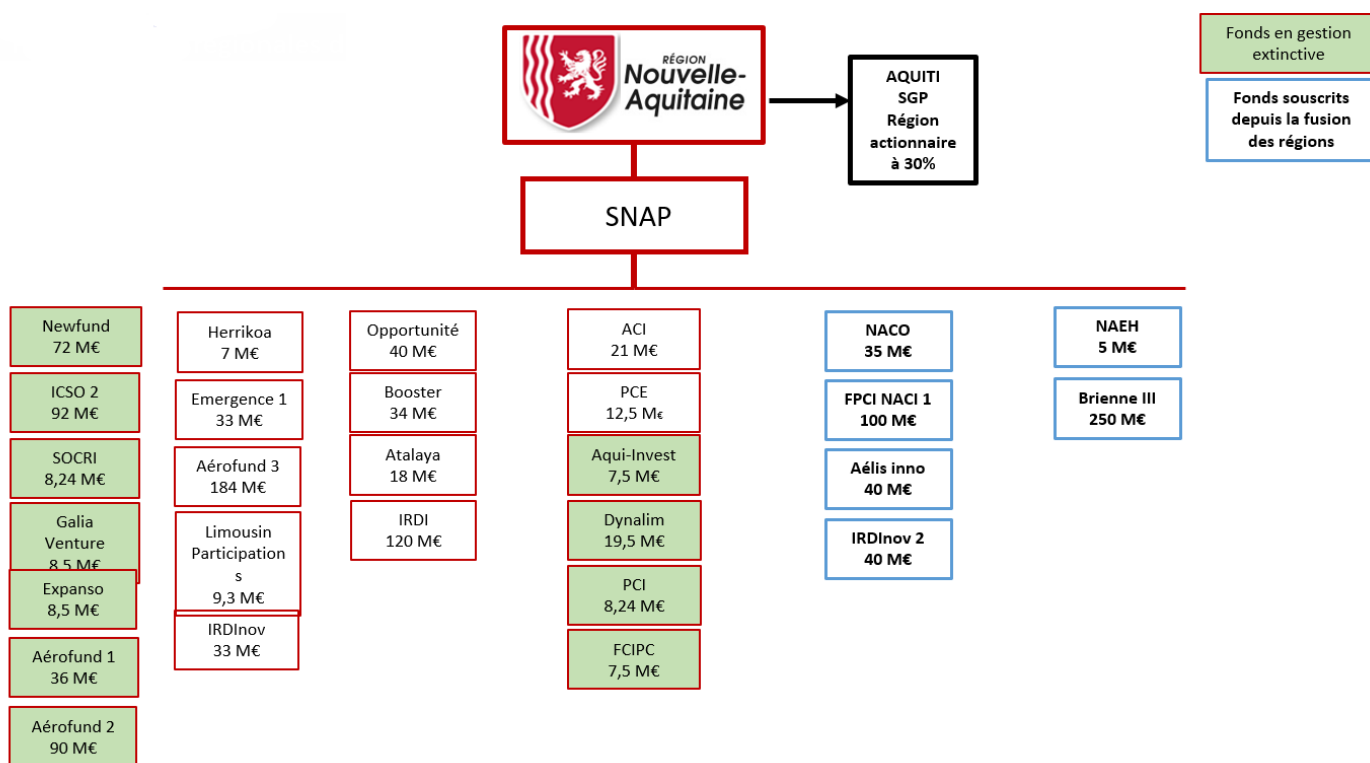 RÉGION
Nouvelle-
Aquitaine
AQUITI
SGP
Région
actionnaire
à 30%
Fonds en gestion
extinctive
Fonds souscrits
depuis la fusion
des régions
SNAP
Newfund
72 M€
ICSO 2
92 M€
SOCRI
8,24 M€
Galia
Venture
8,5 M€
Expanso
8,5 M€
Aérofund 1
36 M€
Aérofund 2
90 M€
Herrikoa
7 M€
Emergence 1
33 M€
Aérofund 3
184 M€
Limousin
Participation
s
9,3 M€
IRDInov
33 M€
Opportunité
40 M€
Booster
34 M€
Atalaya
18 M€
IRDI
120 M€
ACI
21 M€
PCE
12,5 M€
Aqui-Invest
7,5 M€
Dynalim
19,5 M€
PCI
8,24 M€
FCIPC
7,5 M€
NACO
35 M€
FPCI NACI 1
100 M€
Aélis inno
40 M€
IRDInov 2
40 M€
NAEH
5 M€
Brienne III
250 M€